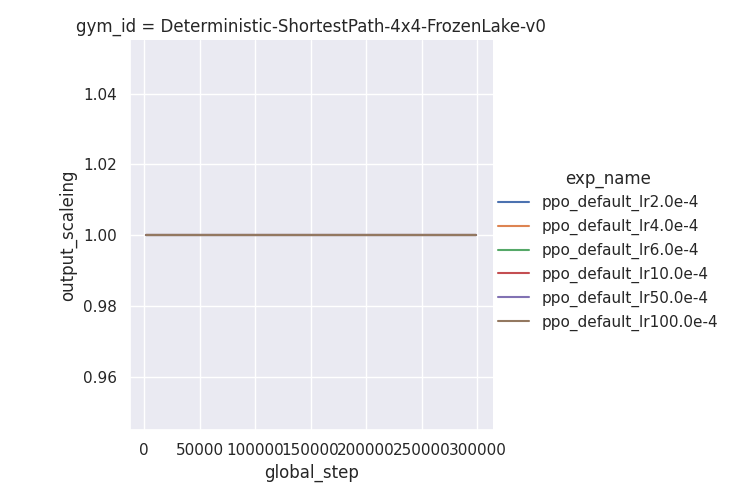 gym_id = Deterministic-ShortestPath-4x4-FrozenLake-v0
1.04
1.02
1.00
0.98
0.96
output_scaleing
0 50000 100000 150000 200000 250000 300000
global_step
exp_name
ppo_default_lr2.0e-4
ppo_default_lr4.0e-4
ppo_default_lr6.0e-4
ppo_default_lr10.0e-4
ppo_default_lr50.0e-4
ppo_default_lr100.0e-4